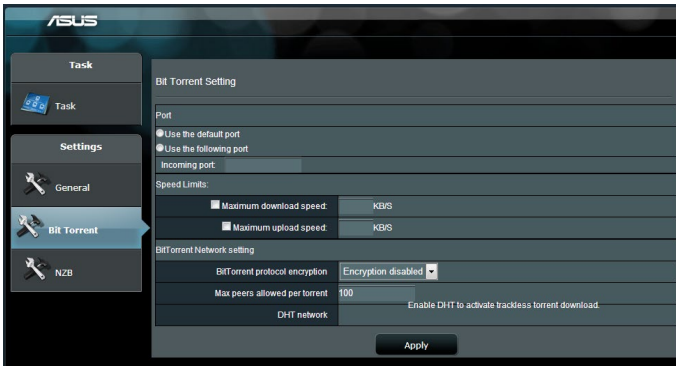 ASUS
Task
Task
Settings
General
Bit Torrent
NZB
Bit Torrent Setting
Port
Use the default port
Use the following port
Incoming port:
Speed Limits:
Maximum download speed: KB/S
Maximum upload speed: KB/S
BitTorrent Network setting
BitTorrent protocol encryption Encryption disabled
Max peers allowed per torrent 100
Enable DHT to activate trackless torrent download.
DHT network
Apply